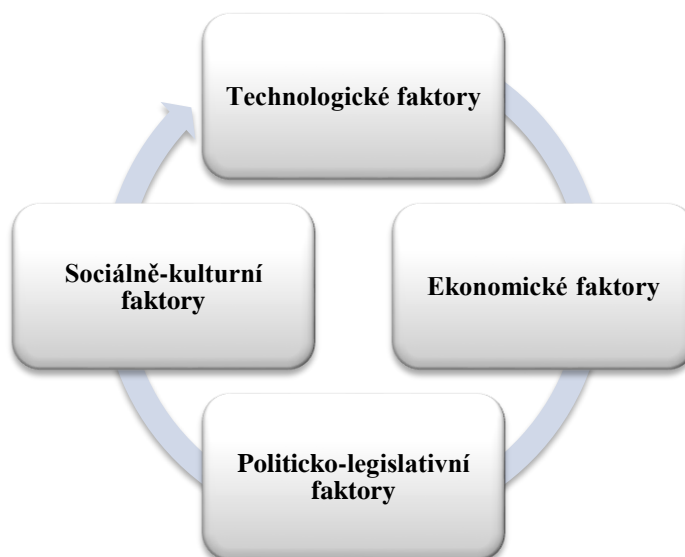 Technologické faktory
Sociálně-kulturní
faktory
Ekonomické faktory
Politicko-legislativní
faktory